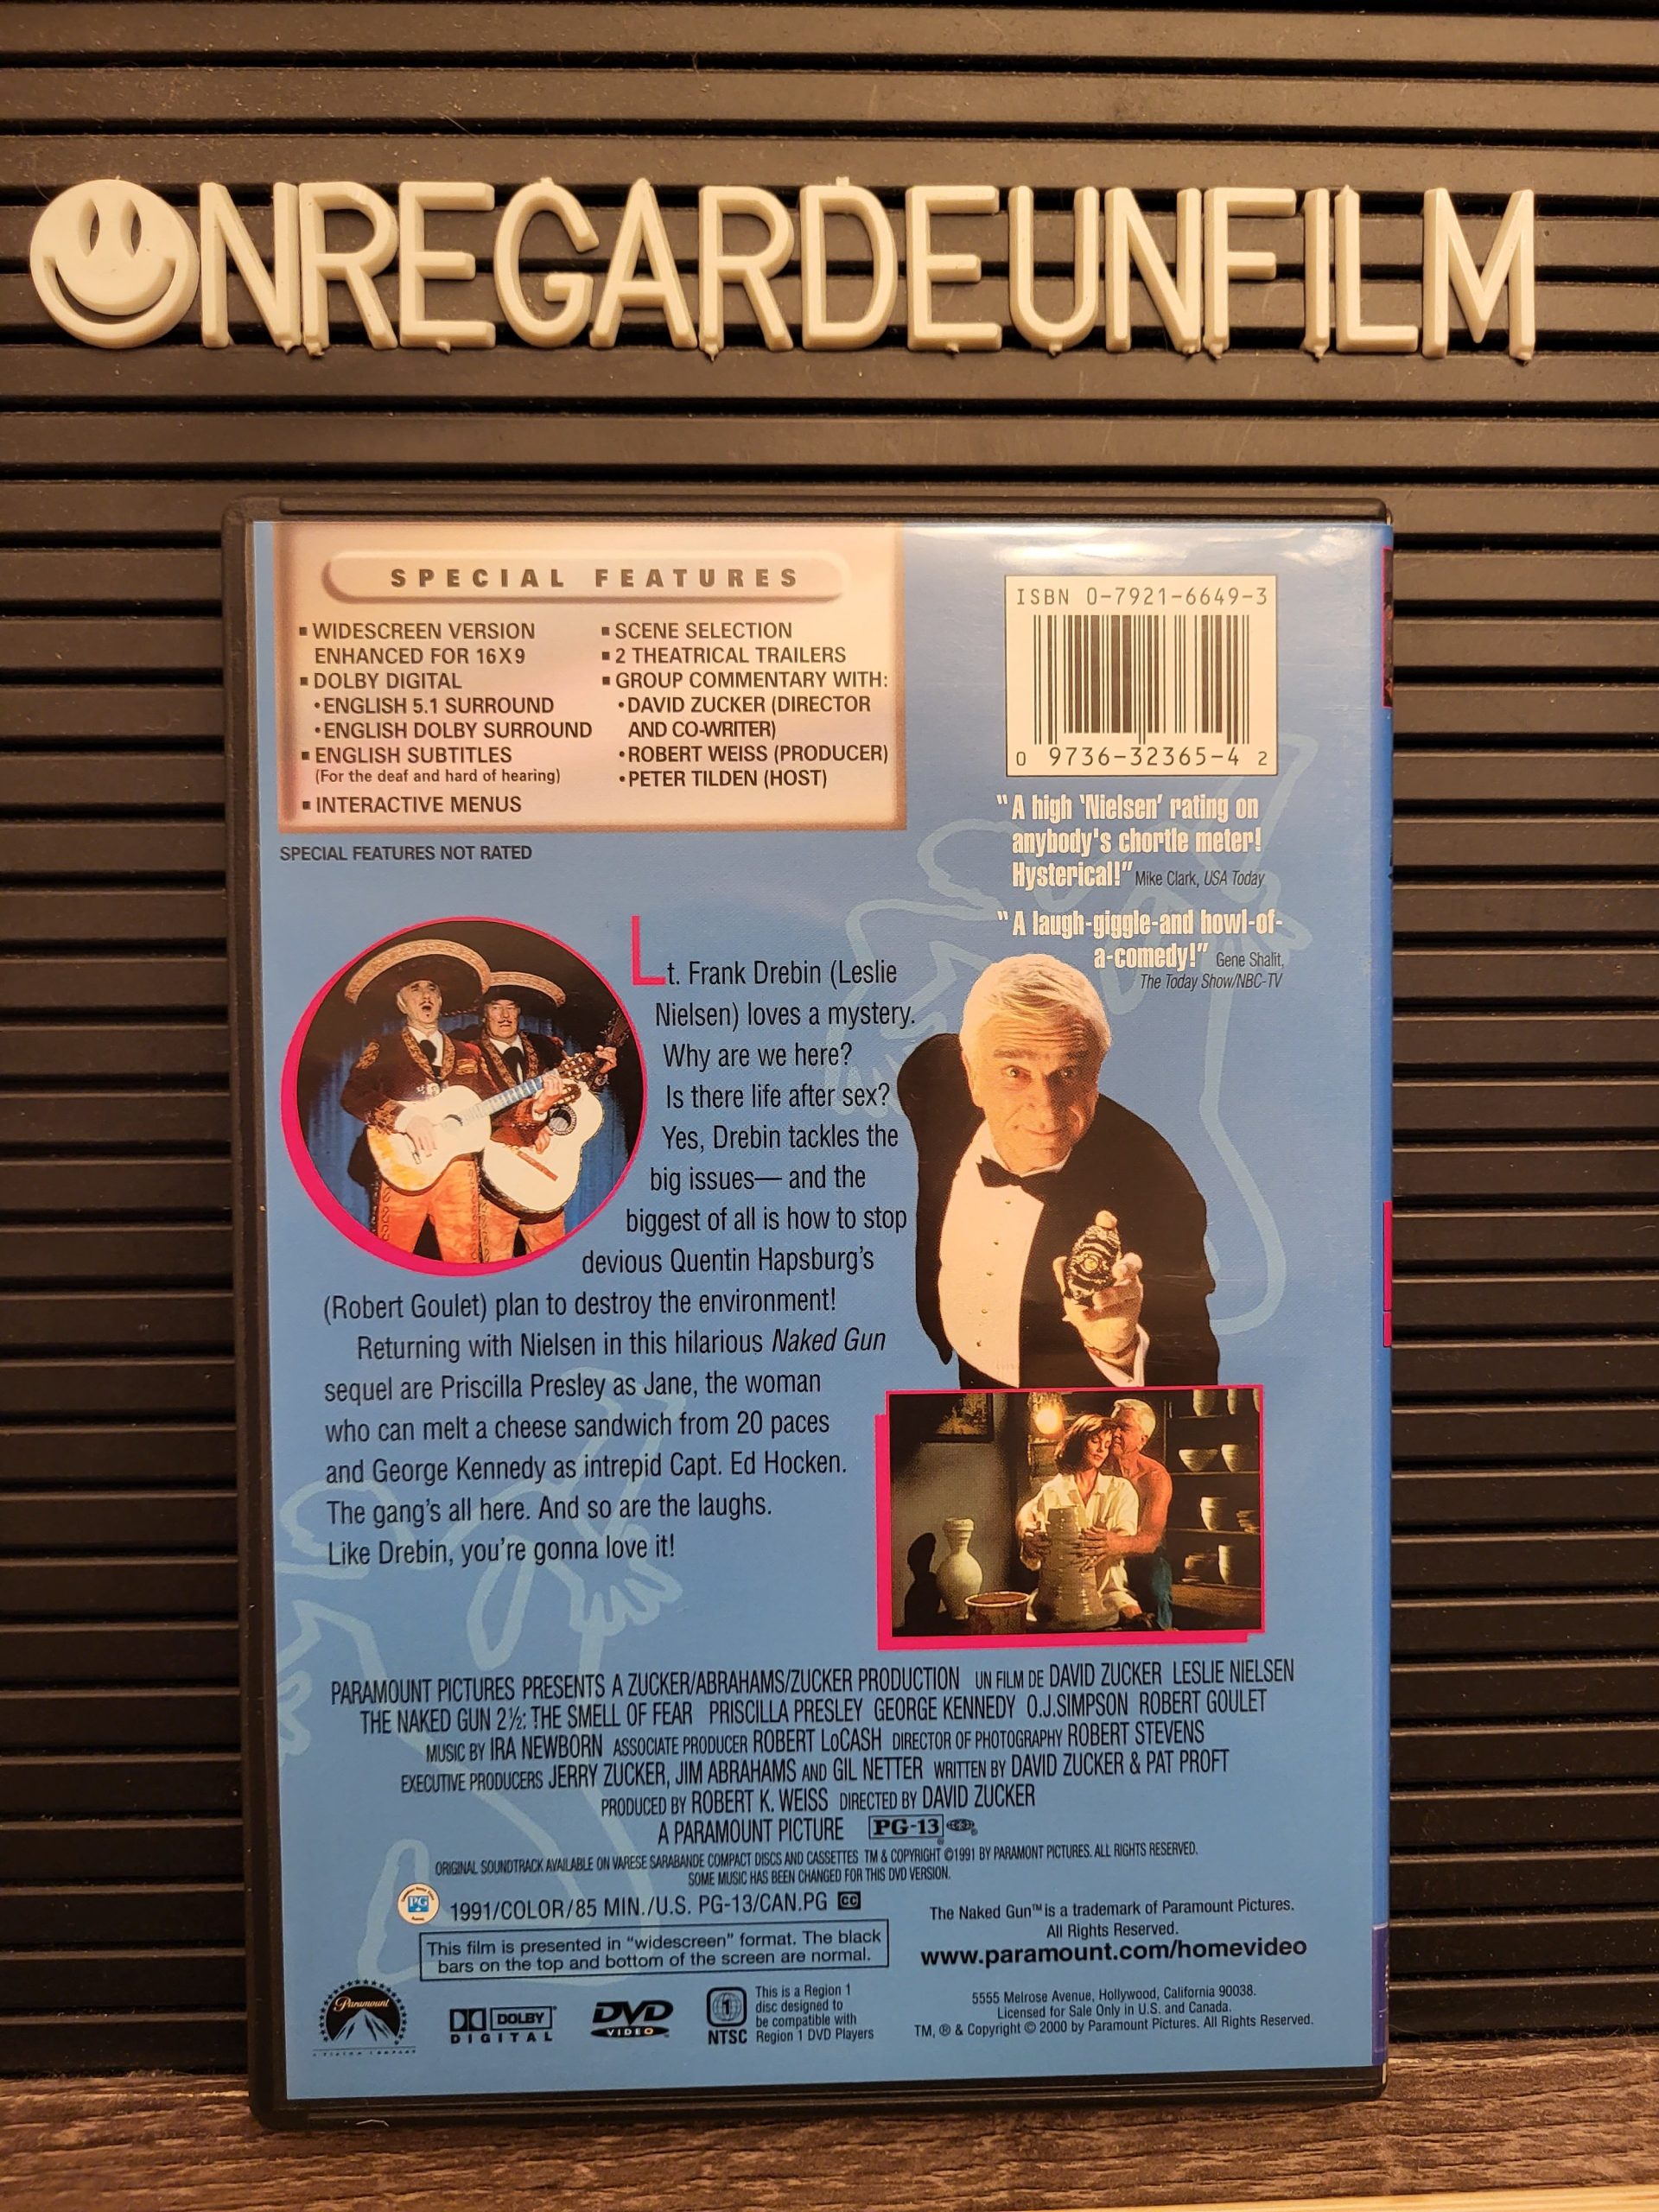 NREGARDEUNFILM
SPECIAL FEATURES
▪ WIDESCREEN VERSION
ENHANCED FOR 16X9
▪ DOLBY DIGITAL
• ENGLISH 5.1 SURROUND
• ENGLISH DOLBY SURROUND
▪ ENGLISH SUBTITLES
(For the deaf and hard of hearing)
▪ INTERACTIVE MENUS
▪ SCENE SELECTION
▪ 2 THEATRICAL TRAILERS
▪ GROUP COMMENTARY WITH:
• DAVID ZUCKER (DIRECTOR
AND CO-WRITER)
• ROBERT WEISS (PRODUCER)
• PETER TILDEN (HOST)
SPECIAL FEATURES NOT RATED
ISBN 0-7921-6649-3
0 9736-32365-4 2
"A high 'Nielsen' rating on
anybody's chortle meter!
Hysterical!" Mike Clark, USA Today
"A laugh-giggle-and howl-of-
a-comedy!" Gene Shalit,
The Today Show/NBC-TV
Lt. Frank Drebin (Leslie
Nielsen) loves a mystery.
Why are we here?
Is there life after sex?
Yes, Drebin tackles the
big issues— and the
biggest of all is how to stop
devious Quentin Hapsburg's
(Robert Goulet) plan to destroy the environment!
Returning with Nielsen in this hilarious Naked Gun
sequel are Priscilla Presley as Jane, the woman
who can melt a cheese sandwich from 20 paces
and George Kennedy as intrepid Capt. Ed Hocken.
The gang's all here. And so are the laughs.
Like Drebin, you're gonna love it!
PARAMOUNT PICTURES PRESENTS A ZUCKER/ABRAHAMS/ZUCKER PRODUCTION UN FILM DE DAVID ZUCKER LESLIE NIELSEN
THE NAKED GUN 2½: THE SMELL OF FEAR PRISCILLA PRESLEY GEORGE KENNEDY O.J.SIMPSON ROBERT GOULET
MUSIC BY IRA NEWBORN ASSOCIATE PRODUCER ROBERT LoCASH DIRECTOR OF PHOTOGRAPHY ROBERT STEVENS
EXECUTIVE PRODUCERS JERRY ZUCKER, JIM ABRAHAMS AND GIL NETTER WRITTEN BY DAVID ZUCKER & PAT PROFT
PRODUCED BY ROBERT K. WEISS DIRECTED BY DAVID ZUCKER
A PARAMOUNT PICTURE PG-13
ORIGINAL SOUNDTRACK AVAILABLE ON VARESE SARABANDE COMPACT DISCS AND CASSETTES TM & COPYRIGHT ©1991 BY PARAMONT PICTURES. ALL RIGHTS RESERVED.
SOME MUSIC HAS BEEN CHANGED FOR THIS DVD VERSION.
PG
1991/COLOR/85 MIN./U.S. PG-13/CAN.PG CC
This film is presented in "widescreen" format. The black
bars on the top and bottom of the screen are normal.
The Naked Gun™ is a trademark of Paramount Pictures.
All Rights Reserved.
www.paramount.com/homevideo
Paramount
DOLBY
DIGITAL
DVD
VIDEO
1
NTSC
This is a Region 1
disc designed to
be compatible with
Region 1 DVD Players
5555 Melrose Avenue, Hollywood, California 90038.
Licensed for Sale Only in U.S. and Canada.
TM, ® & Copyright © 2000 by Paramount Pictures. All Rights Reserved.